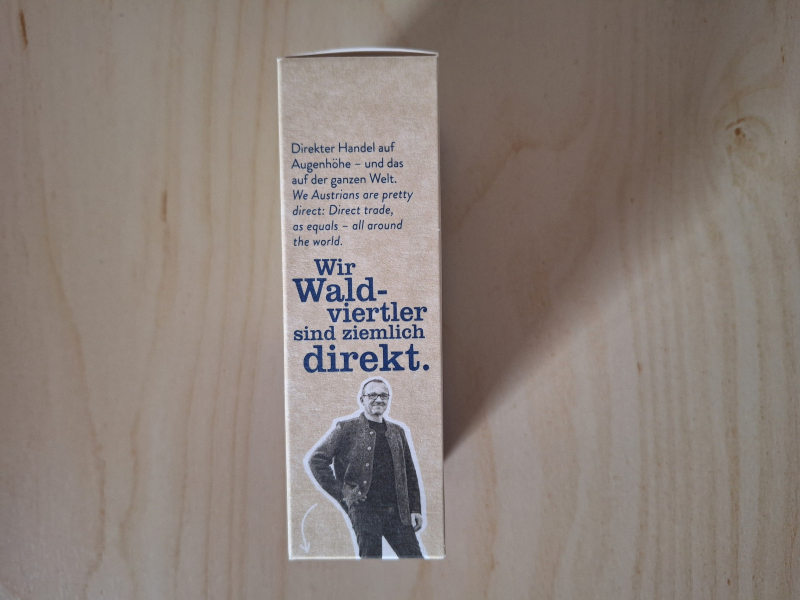 Direkter Handel auf
Augenhöhe – und das
auf der ganzen Welt.
We Austrians are pretty
direct: Direct trade,
as equals – all around
the world.
Wir
Wald-
viertler
sind ziemlich
direkt.